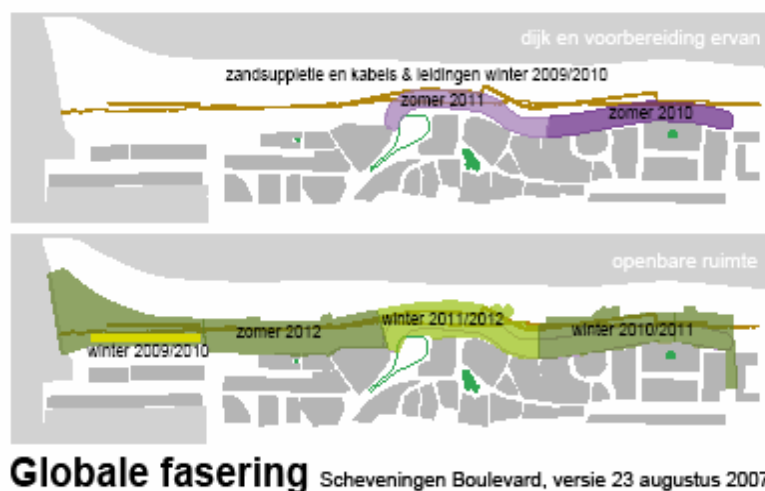 dijk en voorbereiding ervan
zandsuppletie en kabels & leidingen winter 2009/2010
zomer 2011
zomer 2010
openbare ruimte
winter 2011/2012
zomer 2012
winter 2010/2011
winter 2009/2010
Globale fasering Scheveningen Boulevard, versie 23 augustus 2007